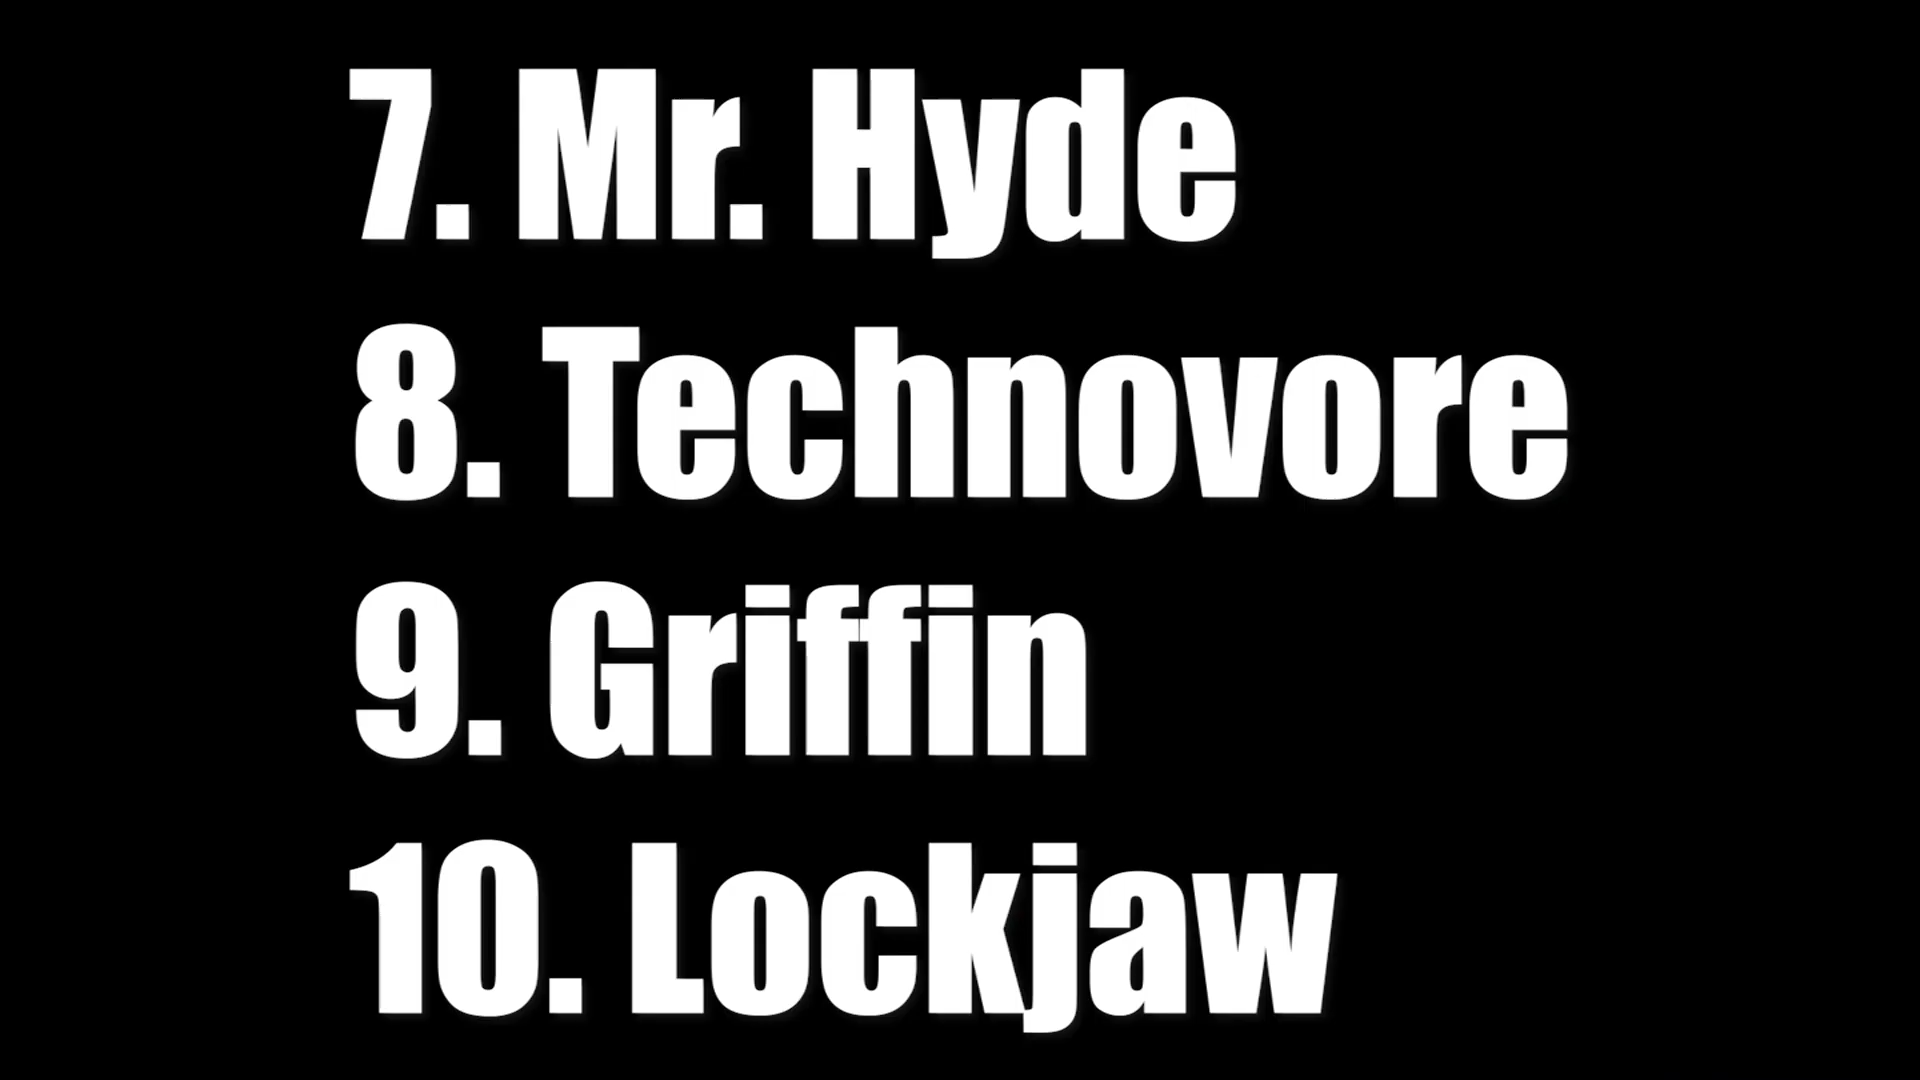 7. Mr. Hyde
8. Technovore
9. Griffin
10. Lockjaw